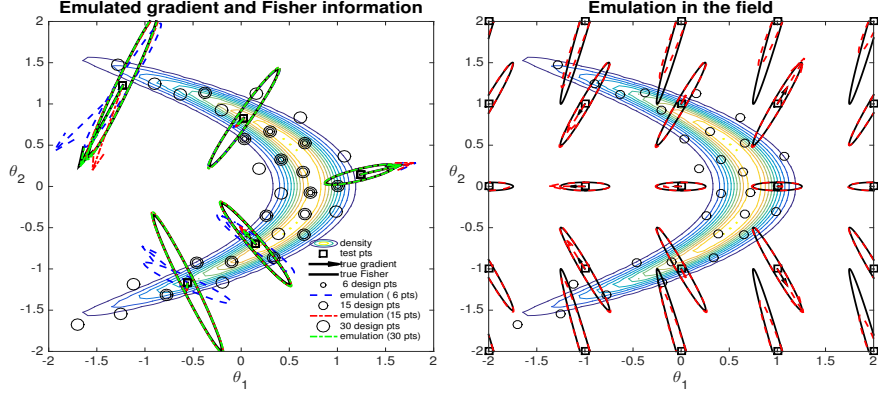 Emulated gradient and Fisher information
2
1.5
1
0.5
0
-0.5
-1
-1.5
-2
θ2
-2
-1.5
-1
-0.5
0
0.5
1
1.5
2
θ1
density
test pts
true gradient
true Fisher
6 design pts
emulation ( 6 pts)
15 design pts
emulation (15 pts)
30 design pts
emulation (30 pts)
Emulation in the field
2
1.5
1
0.5
0
-0.5
-1
-1.5
-2
θ2
-2
-1.5
-1
-0.5
0
0.5
1
1.5
2
θ1